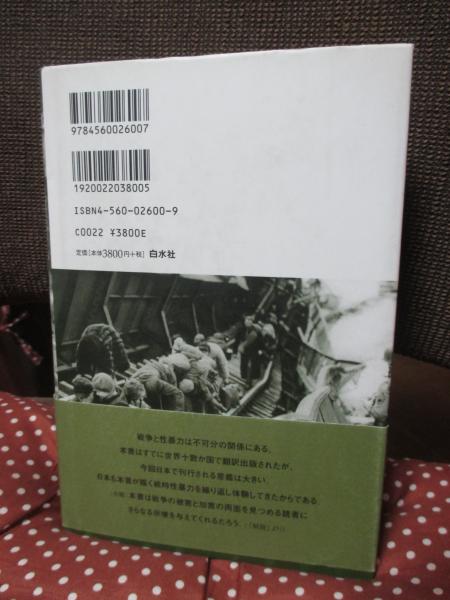 9784560026007
1920022038005
ISBN4-560-02600-9
C0022 ¥3800E
定価[本体3800円+税] 白水社
戦争と性暴力は不可分の関係にある。
本書はすでに世界十数か国で翻訳出版されたが、
今回日本で刊行される意義は大きい。
日本も本書が描く戦時性暴力を繰り返し体験してきたからである
本書は戦争の被害と加害の両面を見つめる読者に
さらなる示唆を与えてくれるだろう。(「解説」より)